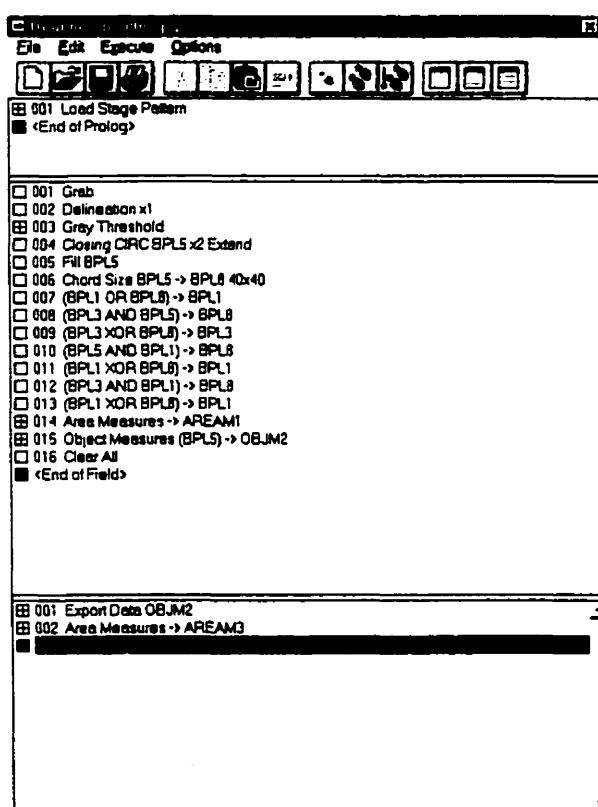 File Edit Execute Options
001 Load Stage Pattern
<End of Prolog>
001 Grab
002 Delineation x1
003 Grey Threshold
004 Closing CIRC BPL5 x2 Extend
005 Fill BPL5
006 Chord Size BPL5 -> BPL8 40x40
007 (BPL1 OR BPL8) -> BPL1
008 (BPL3 AND BPL5) -> BPL8
009 (BPL3 XOR BPL8) -> BPL3
010 (BPL5 AND BPL1) -> BPL8
011 (BPL1 XOR BPL8) -> BPL1
012 (BPL3 AND BPL1) -> BPL8
013 (BPL1 XOR BPL8) -> BPL1
014 Area Measures -> AREAM1
015 Object Measures (BPL5) -> OBJM2
016 Clear All
<End of Field>
001 Export Data OBJM2
002 Area Measures -> AREAM3